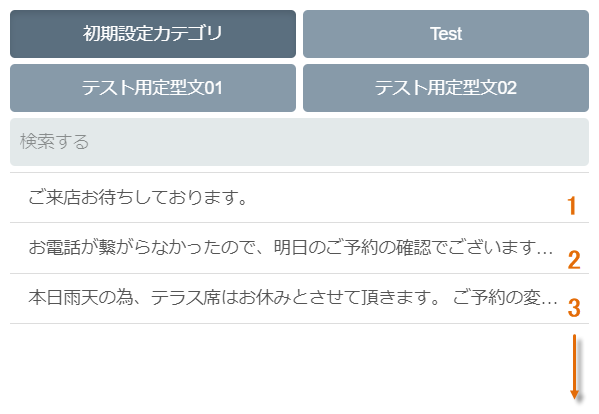 初期設定カテゴリ
Test
テスト用定型文01
テスト用定型文02
検索する
ご来店お待ちしております。
1
お電話が繋がらなかったので、明日のご予約の確認でございます...
2
本日雨天の為、テラス席はお休みとさせて頂きます。 ご予約の変...
3